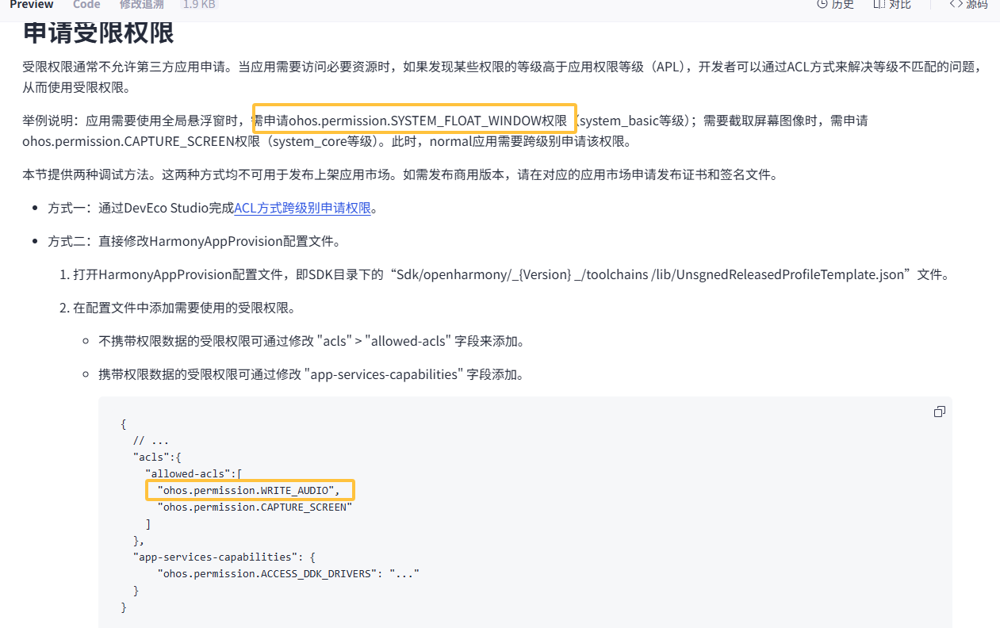 Preview Code 修改追溯 1.9 KB 历史 对比 源码
申请受限权限
受限权限通常不允许第三方应用申请。当应用需要访问必要资源时，如果发现某些权限的等级高于应用权限等级（APL），开发者可以通过ACL方式来解决等级不匹配的问题，
从而使用受限权限。
举例说明：应用需要使用全局悬浮窗时，需申请ohos.permission.SYSTEM_FLOAT_WINDOW权限（system_basic等级）；需要截取屏幕图像时，需申请
ohos.permission.CAPTURE_SCREEN权限（system_core等级）。此时，normal应用需要跨级别申请该权限。
本节提供两种调试方法。这两种方式均不可用于发布上架应用市场。如需发布商用版本，请在对应的应用市场申请发布证书和签名文件。
方式一：通过DevEco Studio完成ACL方式跨级别申请权限。
方式二：直接修改HarmonyAppProvision配置文件。
1. 打开HarmonyAppProvision配置文件，即SDK目录下的“Sdk/openharmony/_{Version} _/toolchains /lib/UnsgnedReleasedProfileTemplate.json”文件。
2. 在配置文件中添加需要使用的受限权限。
不携带权限数据的受限权限可通过修改 "acls" > "allowed-acls" 字段来添加。
携带权限数据的受限权限可通过修改 "app-services-capabilities" 字段添加。
{
// ...
"acls":{
"allowed-acls":[
"ohos.permission.WRITE_AUDIO",
"ohos.permission.CAPTURE_SCREEN"
]
},
"app-services-capabilities": {
"ohos.permission.ACCESS_DDK_DRIVERS": "..."
}
}